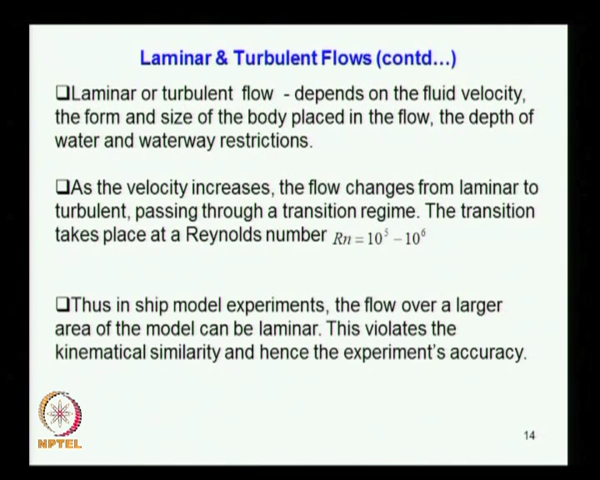 Laminar & Turbulent Flows (contd...)
❑Laminar or turbulent flow - depends on the fluid velocity,
the form and size of the body placed in the flow, the depth of
water and waterway restrictions.
❑As the velocity increases, the flow changes from laminar to
turbulent, passing through a transition regime. The transition
takes place at a Reynolds number Rn = 10⁵ – 10⁶
❑Thus in ship model experiments, the flow over a larger
area of the model can be laminar. This violates the
kinematical similarity and hence the experiment's accuracy.
NPTEL
14